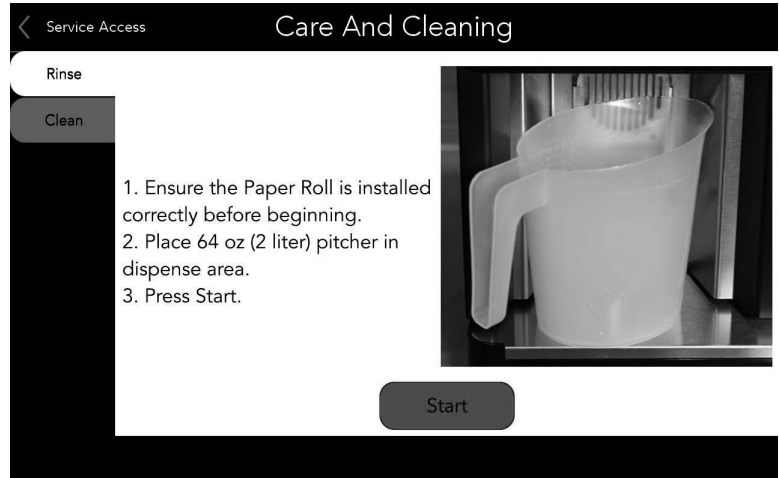 Service Access
Care And Cleaning
Rinse
Clean
1. Ensure the Paper Roll is installed
correctly before beginning.
2. Place 64 oz (2 liter) pitcher in
dispense area.
3. Press Start.
Start